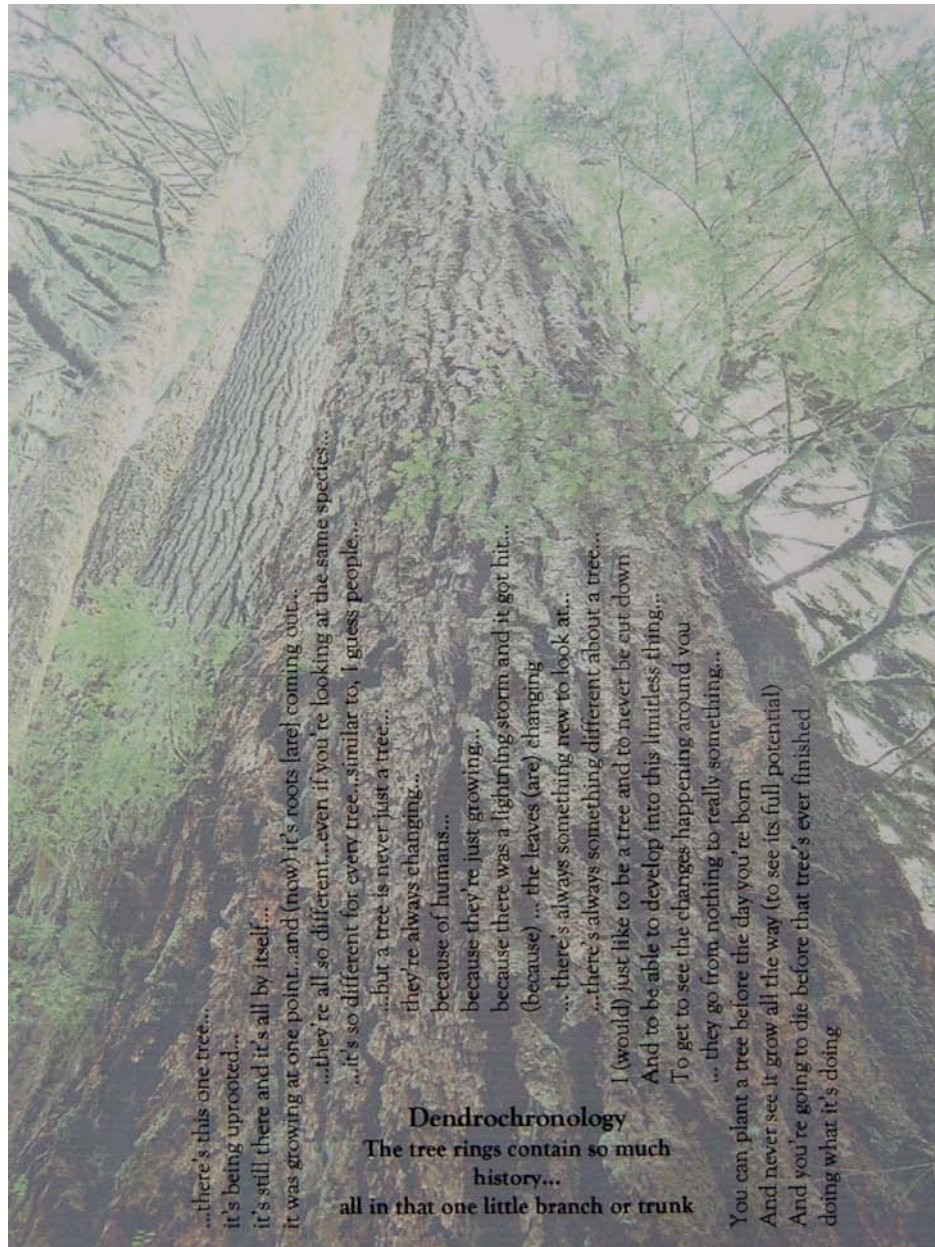 ...there's this one tree...
it's being uprooted...
it's still there and it's all by itself....
it was growing at one point...and (now) it's roots [are] coming out...
...they're all so different...even if you're looking at the same species...
...it's so different for every tree...similar to, I guess people...
...but a tree is never just a tree....
they're always changing...
because of humans...
because they're just growing...
because there was a lightning storm and it got hit...
(because) ... the leaves (are) changing
... there's always something new to look at...
...there's always something different about a tree...
I (would) just like to be a tree and to never be cut down
And to be able to develop into this limitless thing...
To get to see the changes happening around you
... they go from nothing to really something...
You can plant a tree before the day you're born
And never see it grow all the way (to see its full potential)
And you're going to die before that tree's ever finished
doing what it's doing
Dendrochronology
The tree rings contain so much
history...
all in that one little branch or trunk